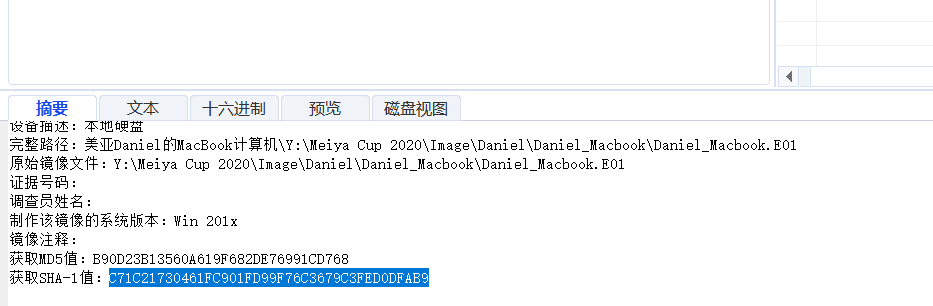 摘要 文本 十六进制 预览 磁盘视图
设备描述：本地硬盘
完整路径：美亚Daniel的MacBook计算机\Y:\Meiya Cup 2020\Image\Daniel\Daniel_Macbook\Daniel_Macbook.E01
原始镜像文件：Y:\Meiya Cup 2020\Image\Daniel\Daniel_Macbook\Daniel_Macbook.E01
证据号码：
调查员姓名：
制作该镜像的系统版本：Win 201x
镜像注释：
获取MD5值：B90D23B13560A619F682DE76991CD768
获取SHA-1值：C71C21730461FC901FD99F76C3679C3FED0DFAB9